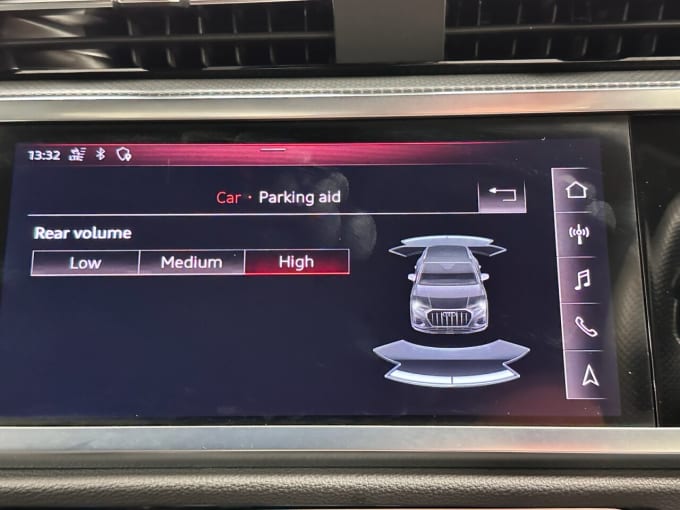 13:32
Car · Parking aid
Rear volume
Low Medium High